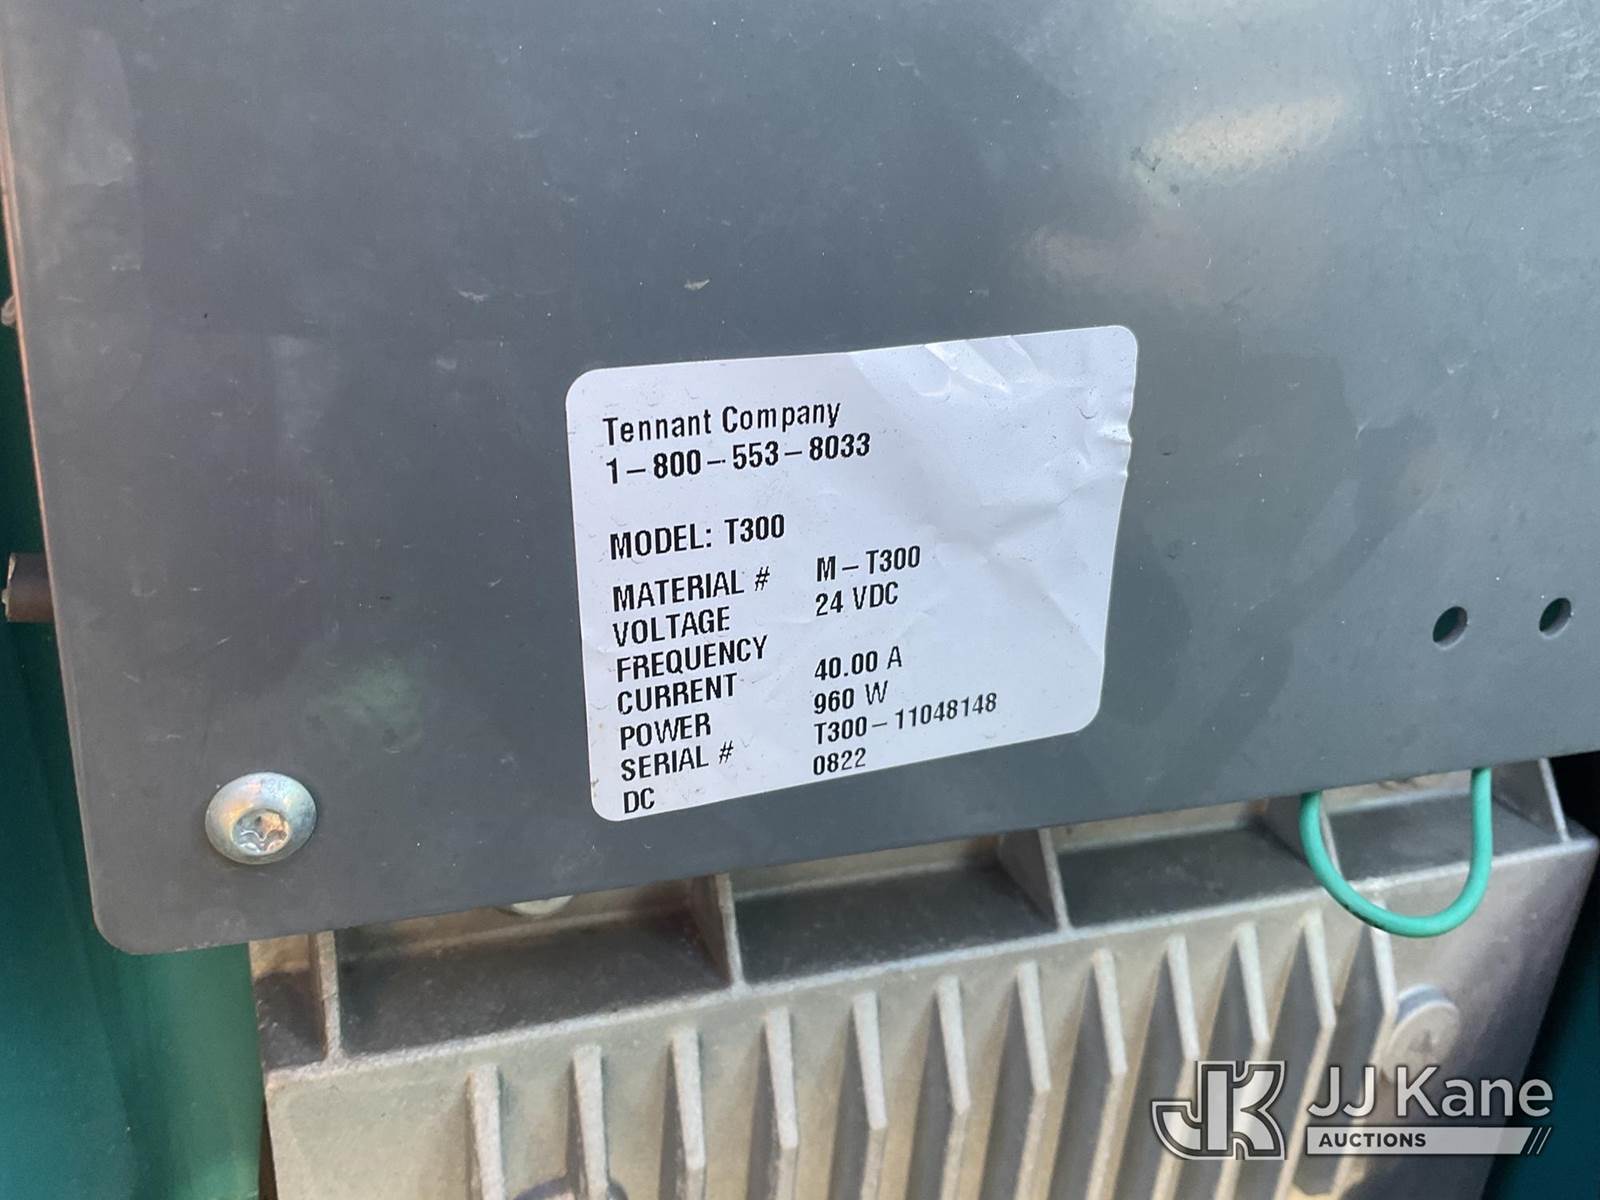 Tennant Company
1-800-553-8033
MODEL: T300
MATERIAL # M-T300
VOLTAGE 24 VDC
FREQUENCY
CURRENT 40.00 A
POWER 960 W
SERIAL # T300-11048148
DC 0822
JK JJ Kane
AUCTIONS